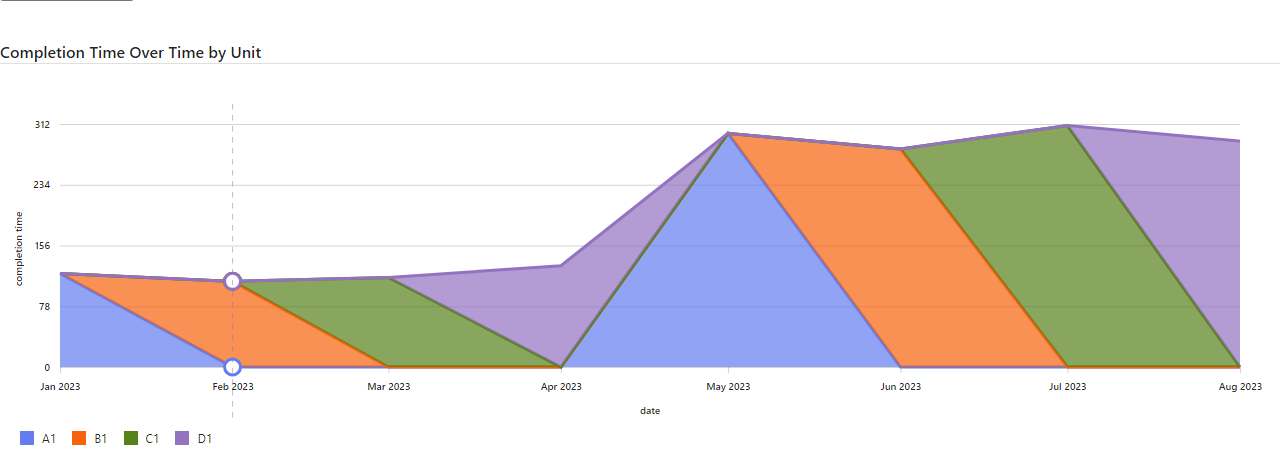 Completion Time Over Time by Unit
312
234
156
78
0
completion time
Jan 2023 Feb 2023 Mar 2023 Apr 2023 May 2023 Jun 2023 Jul 2023 Aug 2023
date
A1 B1 C1 D1